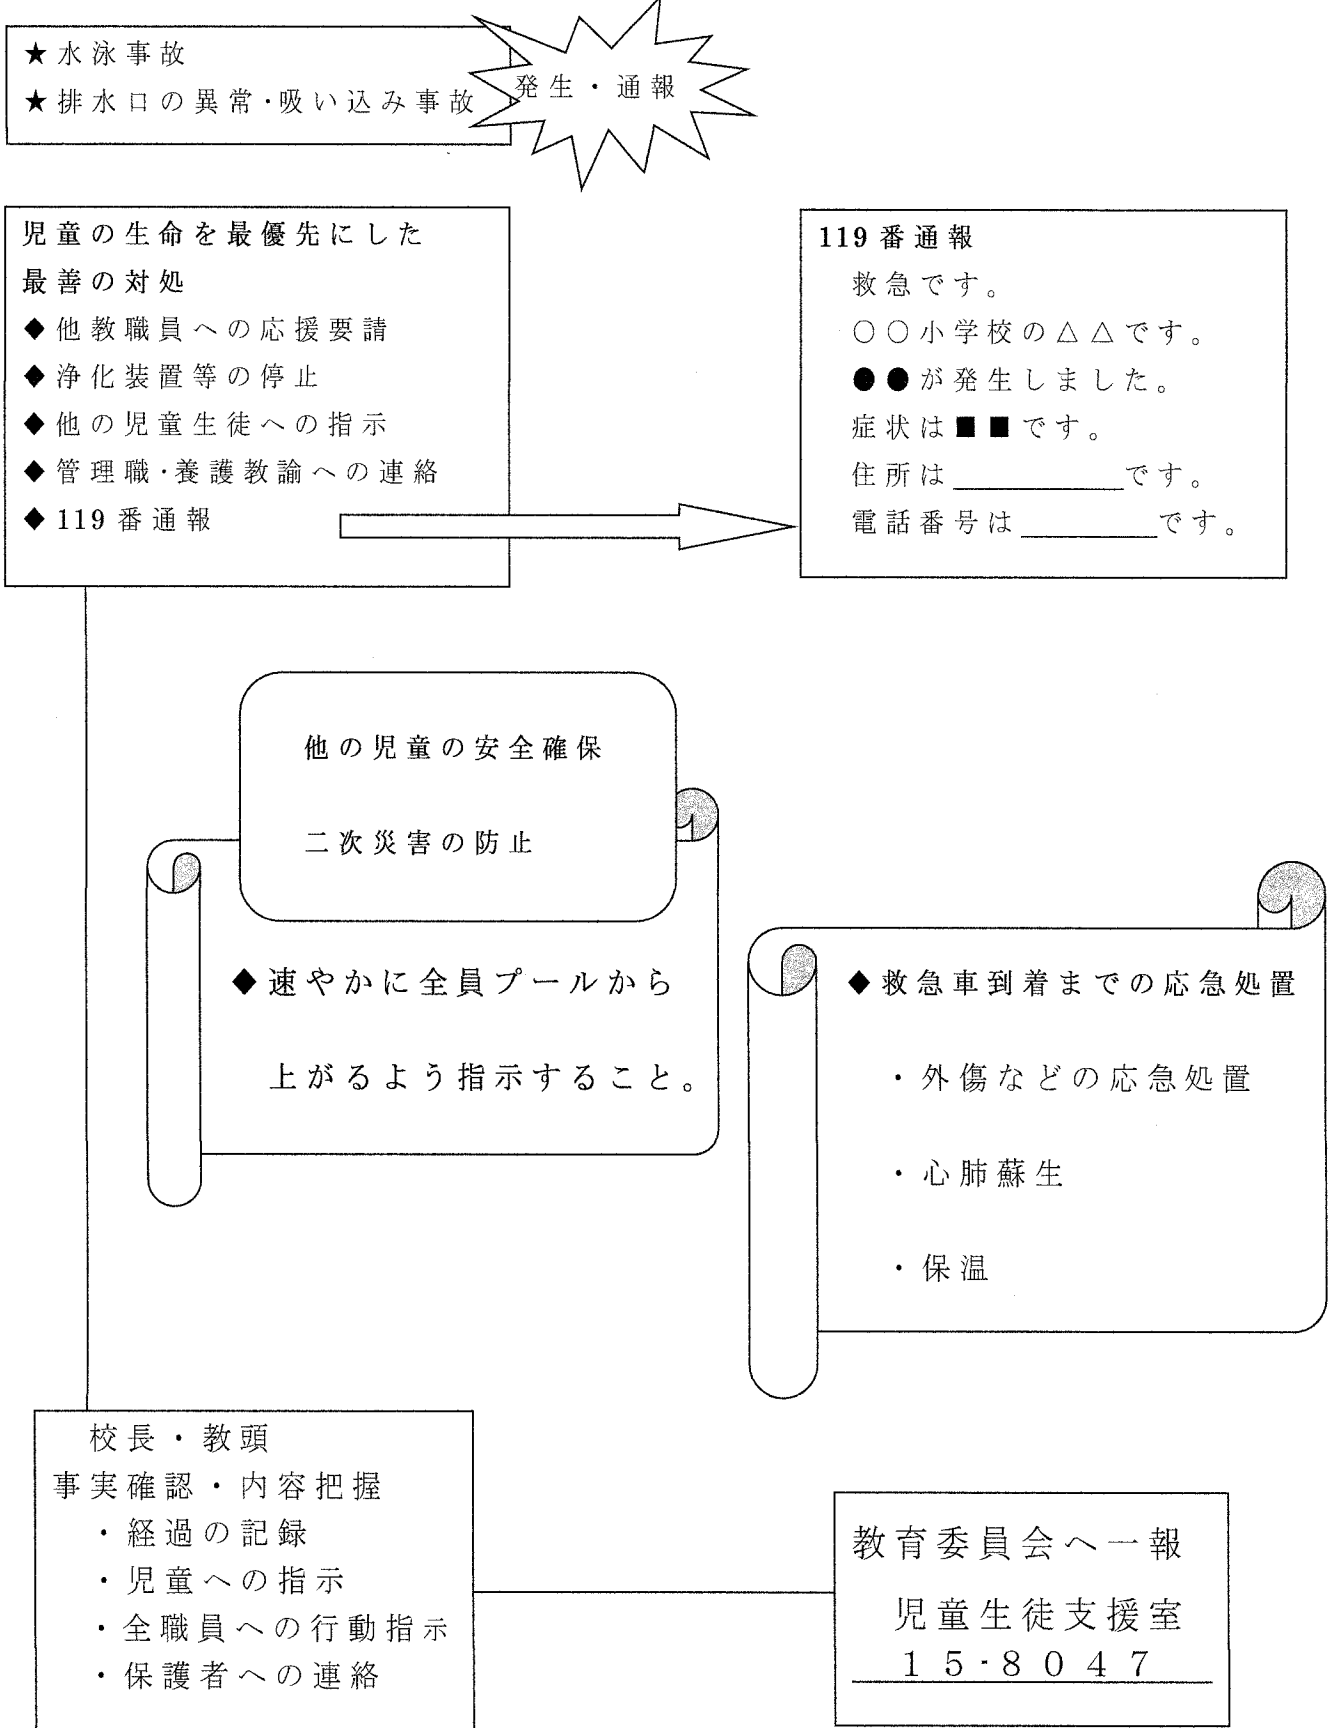 ★水泳事故
★排水口の異常・吸い込み事故
発生・通報
児童の生命を最優先にした
最善の対処
◆他教職員への応援要請
◆浄化装置等の停止
◆他の児童生徒への指示
◆管理職・養護教諭への連絡
◆119番通報
119番通報
救急です。
○○小学校の△△です。
●●が発生しました。
症状は■■です。
住所は__________です。
電話番号は________です。
他の児童の安全確保
二次災害の防止
◆速やかに全員プールから
上がるよう指示すること。
◆救急車到着までの応急処置
・外傷などの応急処置
・心肺蘇生
・保温
校長・教頭
事実確認・内容把握
・経過の記録
・児童への指示
・全職員への行動指示
・保護者への連絡
教育委員会へ一報
児童生徒支援室
15-8047